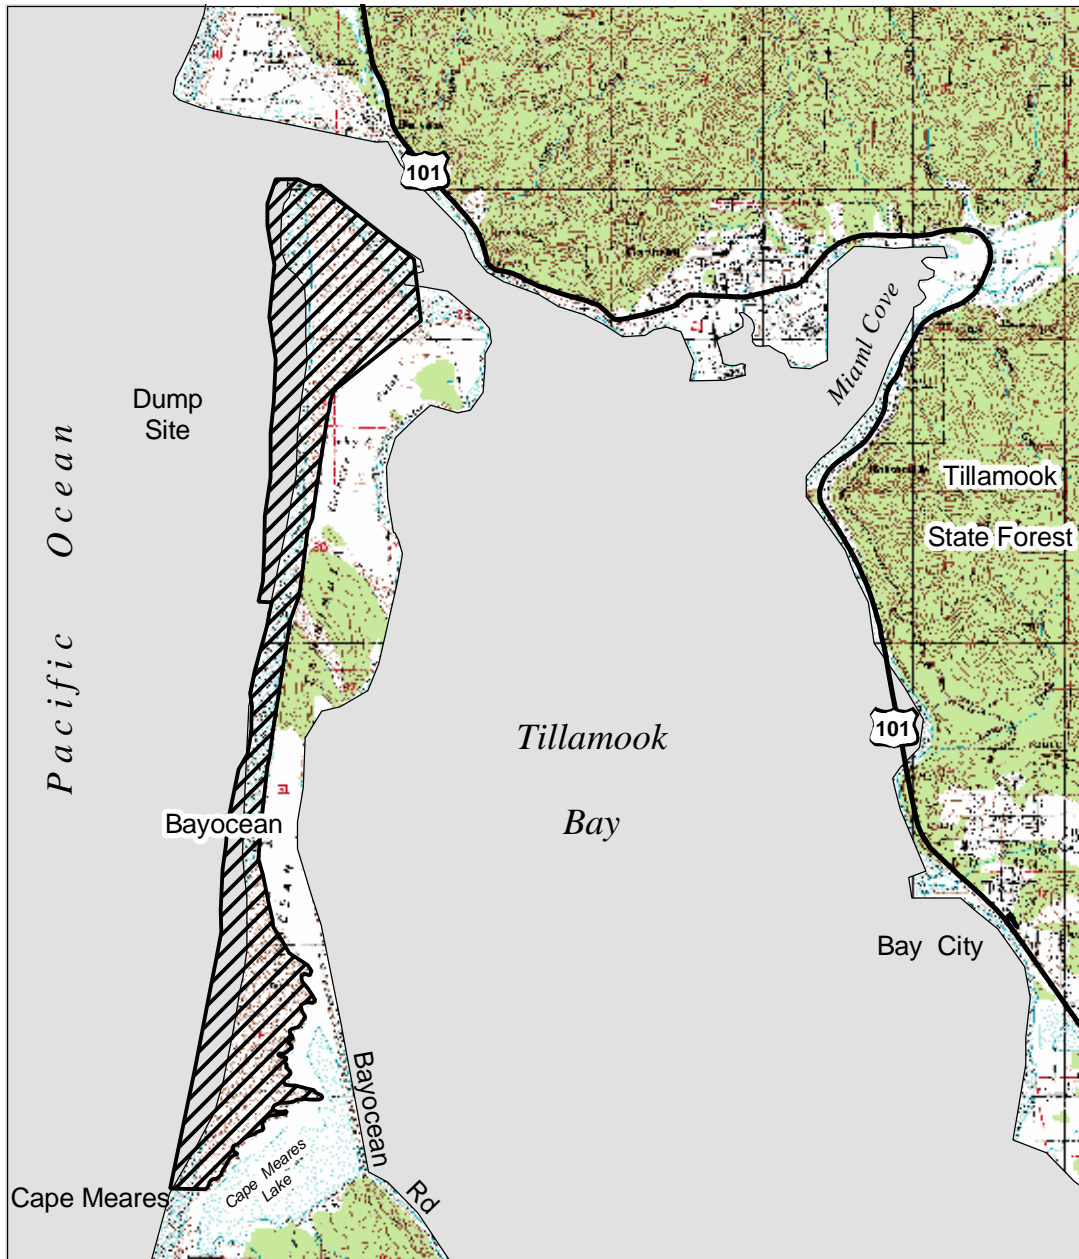 101
Miaml Cove
Dump
Site
Pacific Ocean
Tillamook
State Forest
Tillamook
Bay
101
Bayocean
Bay City
Bayocean Rd
Cape Meares
Lake
Cape Meares